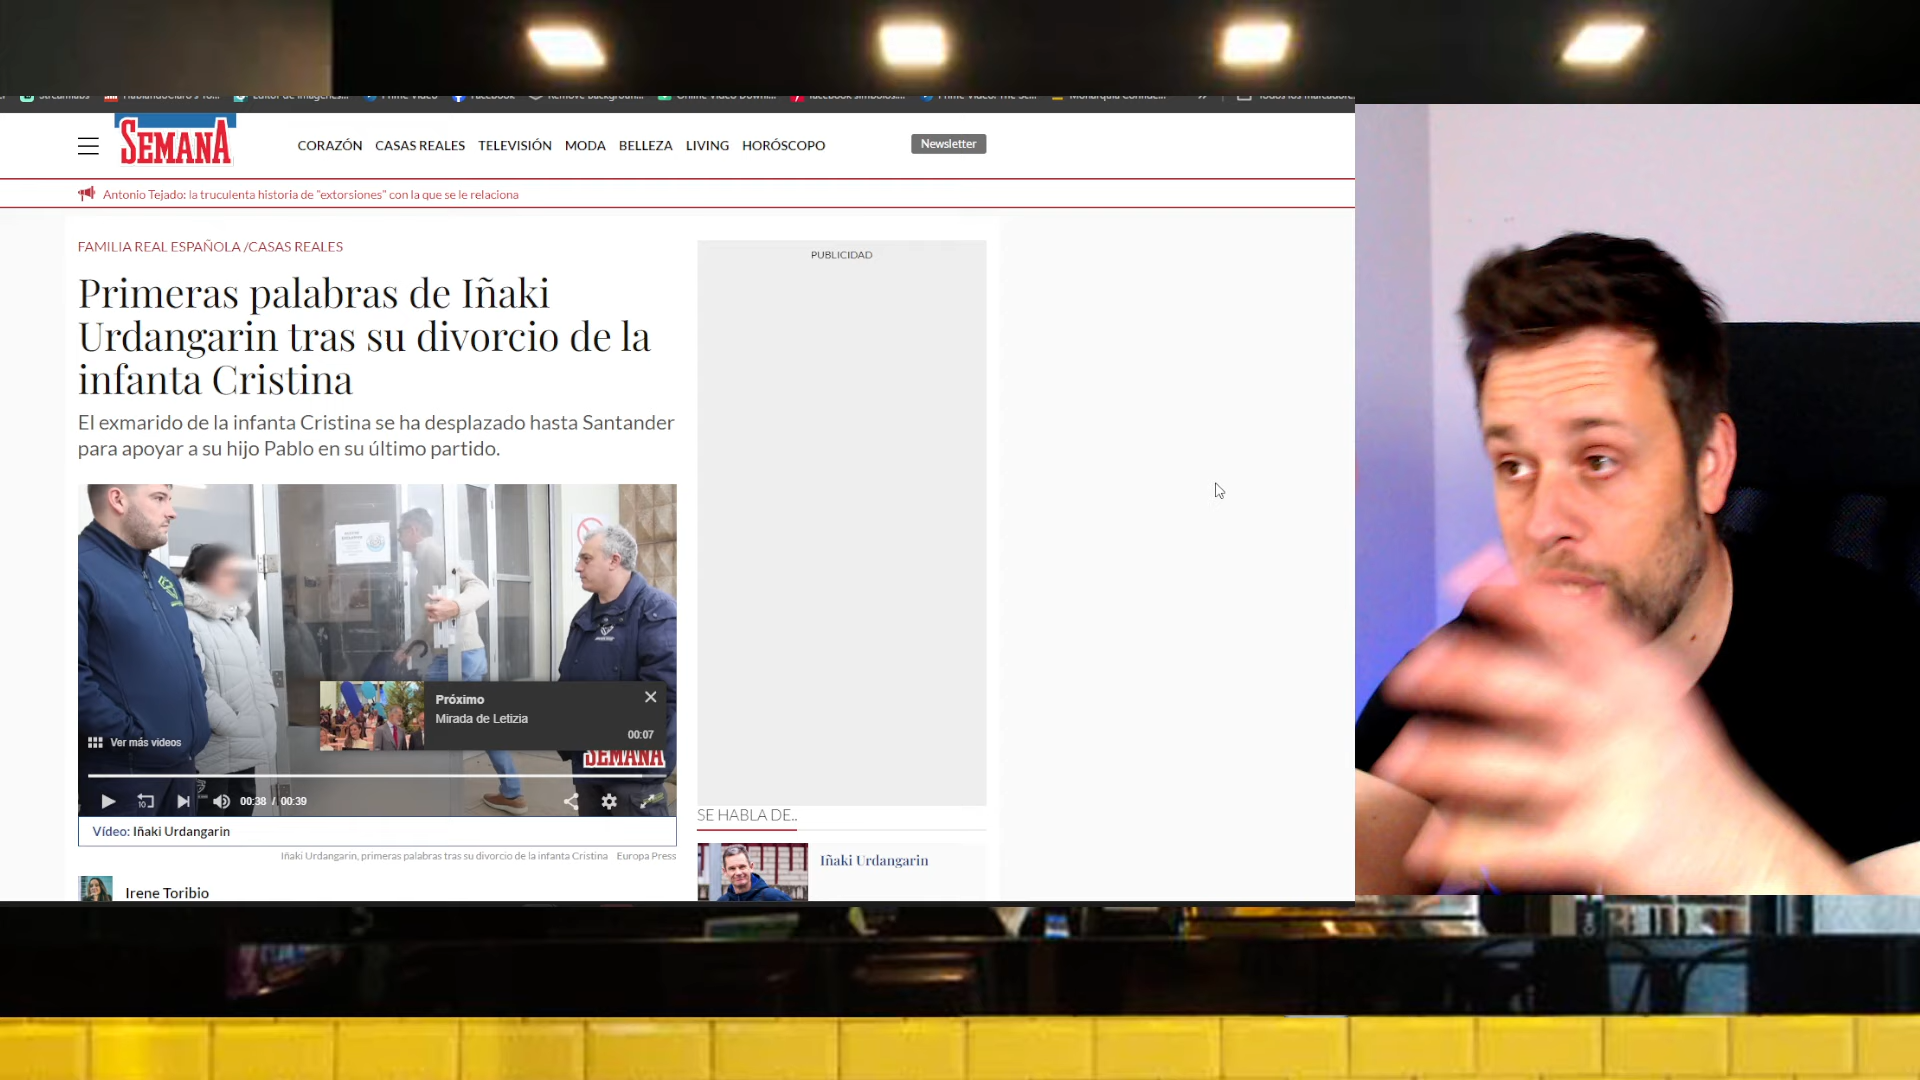 SEMANA
CORAZÓN CASAS REALES TELEVISIÓN MODA BELLEZA LIVING HORÓSCOPO
Newsletter
Antonio Tejado: la truculenta historia de "extorsiones" con la que se le relaciona
FAMILIA REAL ESPAÑOLA /CASAS REALES
Primeras palabras de Iñaki
Urdangarin tras su divorcio de la
infanta Cristina
El exmarido de la infanta Cristina se ha desplazado hasta Santander
para apoyar a su hijo Pablo en su último partido.
PUBLICIDAD
Próximo
Mirada de Letizia
00:07
Ver más videos
SEMANA
10
00:38 / 00:39
Vídeo: Iñaki Urdangarin
Iñaki Urdangarin, primeras palabras tras su divorcio de la infanta Cristina Europa Press
Irene Toribio
SE HABLA DE..
Iñaki Urdangarin